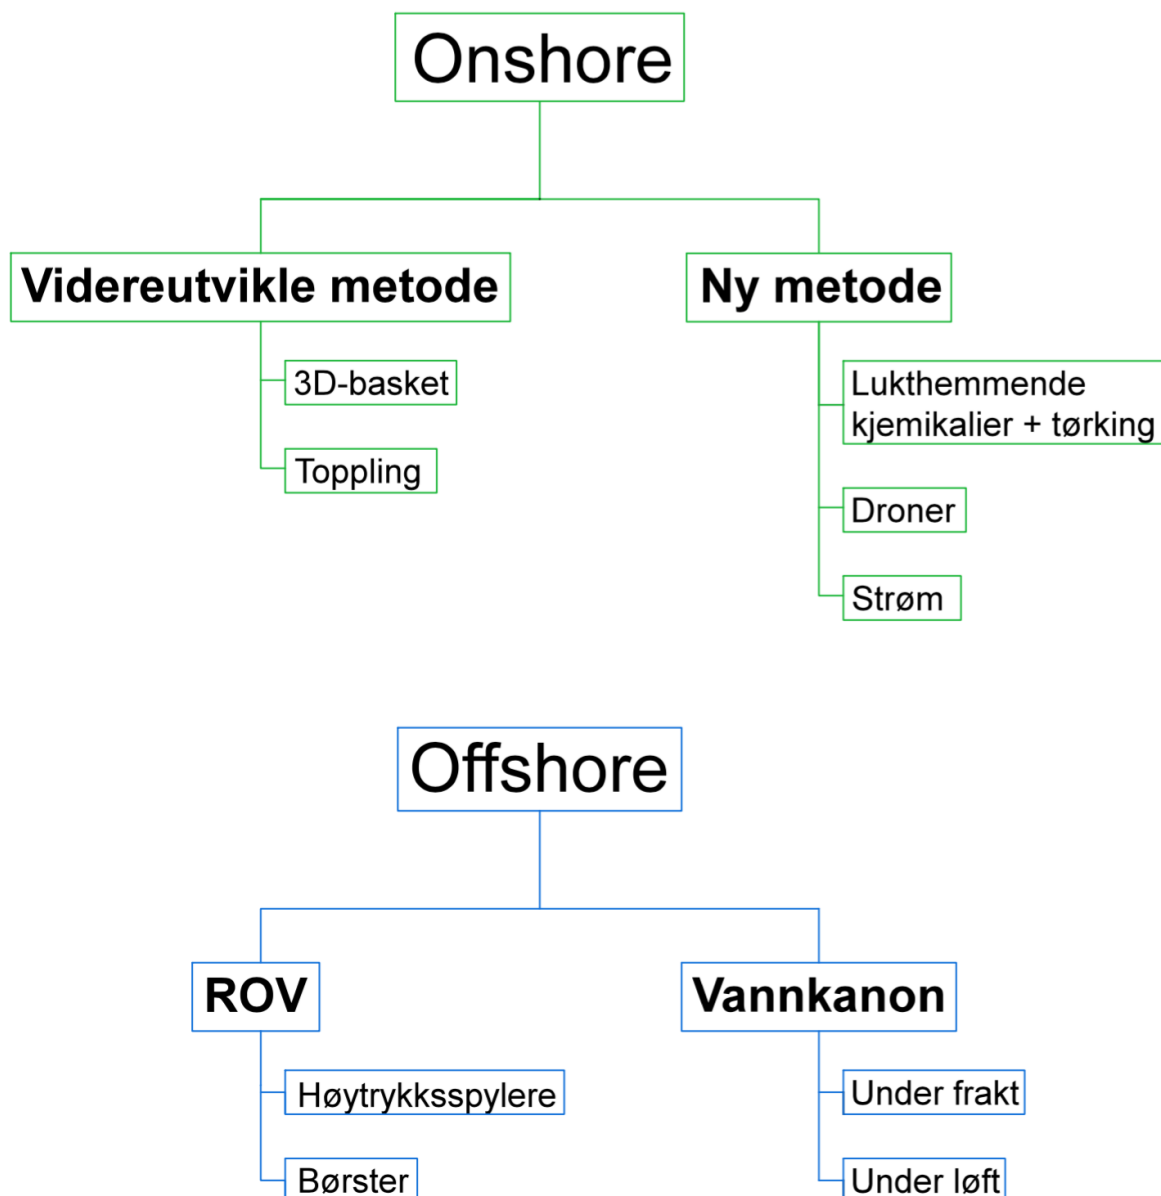 Onshore
Videreutvikle metode
3D-basket
Toppling
Ny metode
Lukthemmende
kjemikalier + tørking
Droner
Strøm
Offshore
ROV
Høytrykksspylere
Børster
Vannkanon
Under frakt
Under løft